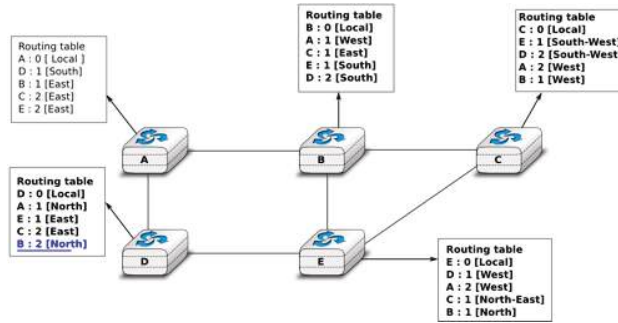 Routing table
A : 0 [ Local ]
D : 1 [South]
B : 1 [East]
C : 2 [East]
E : 2 [East]
Routing table
B : 0 [Local]
A : 1 [West]
C : 1 [East]
E : 1 [South]
D : 2 [South]
Routing table
C : 0 [Local]
E : 1 [South-West]
D : 2 [South-West]
A : 2 [West]
B : 1 [West]
A
B
C
Routing table
D : 0 [Local]
A : 1 [North]
E : 1 [East]
C : 2 [East]
B : 2 [North]
D
E
Routing table
E : 0 [Local]
D : 1 [West]
A : 2 [West]
C : 1 [North-East]
B : 1 [North]